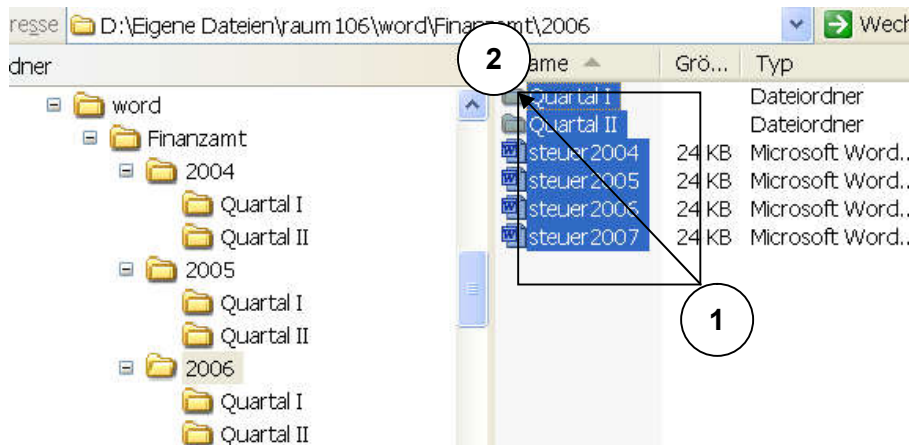 resse D:\Eigene Dateien\raum106\word\Finanzamt\2006 Wech
dner
ame Grö... Typ
word
Finanzamt
2004
Quartal I
Quartal II
2005
Quartal I
Quartal II
2006
Quartal I
Quartal II
Quartal I Dateiordner
Quartal II Dateiordner
steuer2004 24 KB Microsoft Word..
steuer2005 24 KB Microsoft Word..
steuer2006 24 KB Microsoft Word..
steuer2007 24 KB Microsoft Word..
2
1